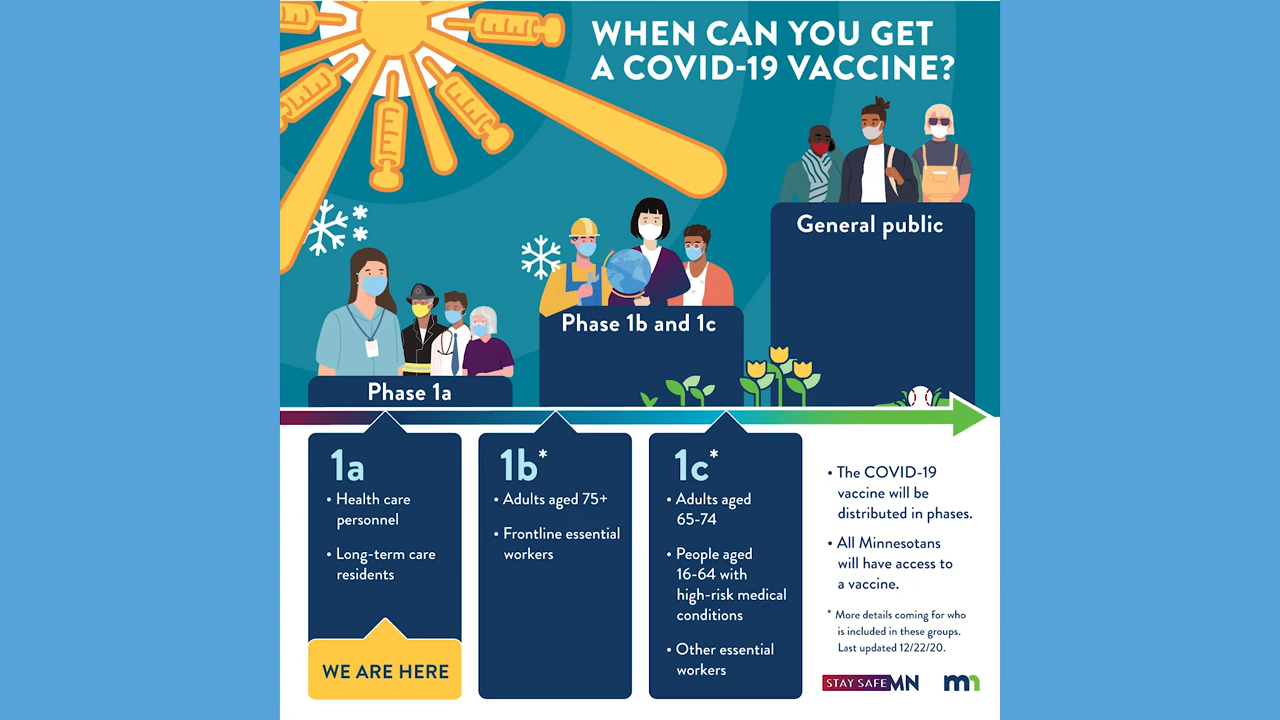 WHEN CAN YOU GET
A COVID-19 VACCINE?
General public
Phase 1b and 1c
Phase 1a
1a
• Health care
personnel
• Long-term care
residents
WE ARE HERE
1b*
• Adults aged 75+
• Frontline essential
workers
1c*
• Adults aged
65-74
• People aged
16-64 with
high-risk medical
conditions
• Other essential
workers
• The COVID-19
vaccine will be
distributed in phases.
• All Minnesotans
will have access to
a vaccine.
* More details coming for who
is included in these groups.
Last updated 12/22/20.
STAY SAFE MN
mn